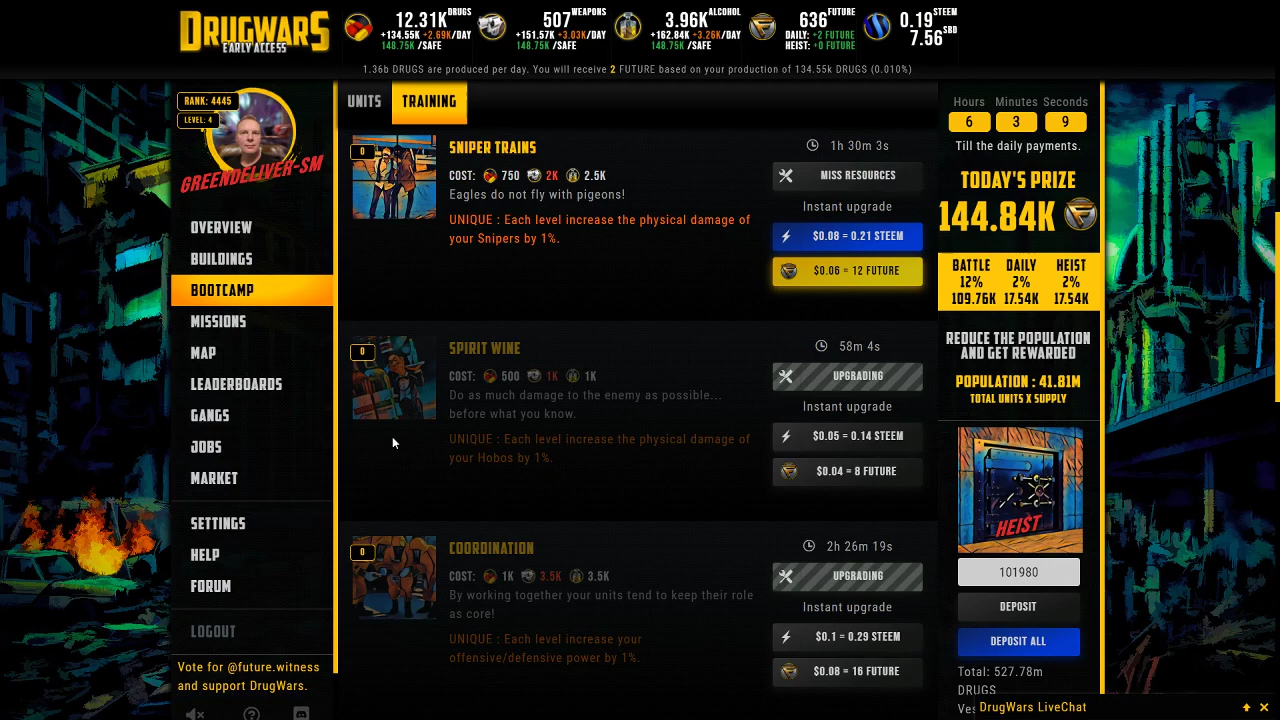 DRUGWARS
EARLY ACCESS
12.31K DRUGS
+134.55K +2.69K/DAY
148.75K /SAFE
507 WEAPONS
+151.57K +3.03K/DAY
148.75K /SAFE
3.96K ALCOHOL
+162.84K +3.26K/DAY
148.75K /SAFE
636 FUTURE
DAILY: +2 FUTURE
HEIST: +0 FUTURE
0.19 STEEM
7.56 SBD
1.36b DRUGS are produced per day. You will receive 2 FUTURE based on your production of 134.55k DRUGS (0.010%)
RANK: 4445
LEVEL: 4
GREENDELIVER-SM
OVERVIEW
BUILDINGS
BOOTCAMP
MISSIONS
MAP
LEADERBOARDS
GANGS
JOBS
MARKET
SETTINGS
HELP
FORUM
LOGOUT
Vote for @future.witness
and support DrugWars.
UNITS
TRAINING
0
SNIPER TRAINS
COST: 750 2K 2.5K
Eagles do not fly with pigeons!
UNIQUE : Each level increase the physical damage of
your Snipers by 1%.
1h 30m 3s
MISS RESOURCES
Instant upgrade
$0.08 = 0.21 STEEM
$0.06 = 12 FUTURE
0
SPIRIT WINE
COST: 500 1K 1K
Do as much damage to the enemy as possible...
before what you know.
UNIQUE : Each level increase the physical damage of
your Hobos by 1%.
58m 4s
UPGRADING
Instant upgrade
$0.05 = 0.14 STEEM
$0.04 = 8 FUTURE
0
COORDINATION
COST: 1K 3.5K 3.5K
By working together your units tend to keep their role
as core!
UNIQUE : Each level increase your
offensive/defensive power by 1%.
2h 26m 19s
UPGRADING
Instant upgrade
$0.1 = 0.29 STEEM
$0.08 = 16 FUTURE
Hours Minutes Seconds
6 3 9
Till the daily payments.
TODAY'S PRIZE
144.84K
BATTLE DAILY HEIST
12% 2% 2%
109.76K 17.54K 17.54K
REDUCE THE POPULATION
AND GET REWARDED
POPULATION : 41.81M
TOTAL UNITS X SUPPLY
HEIST
101980
DEPOSIT
DEPOSIT ALL
Total: 527.78m
DRUGS
DrugWars LiveChat